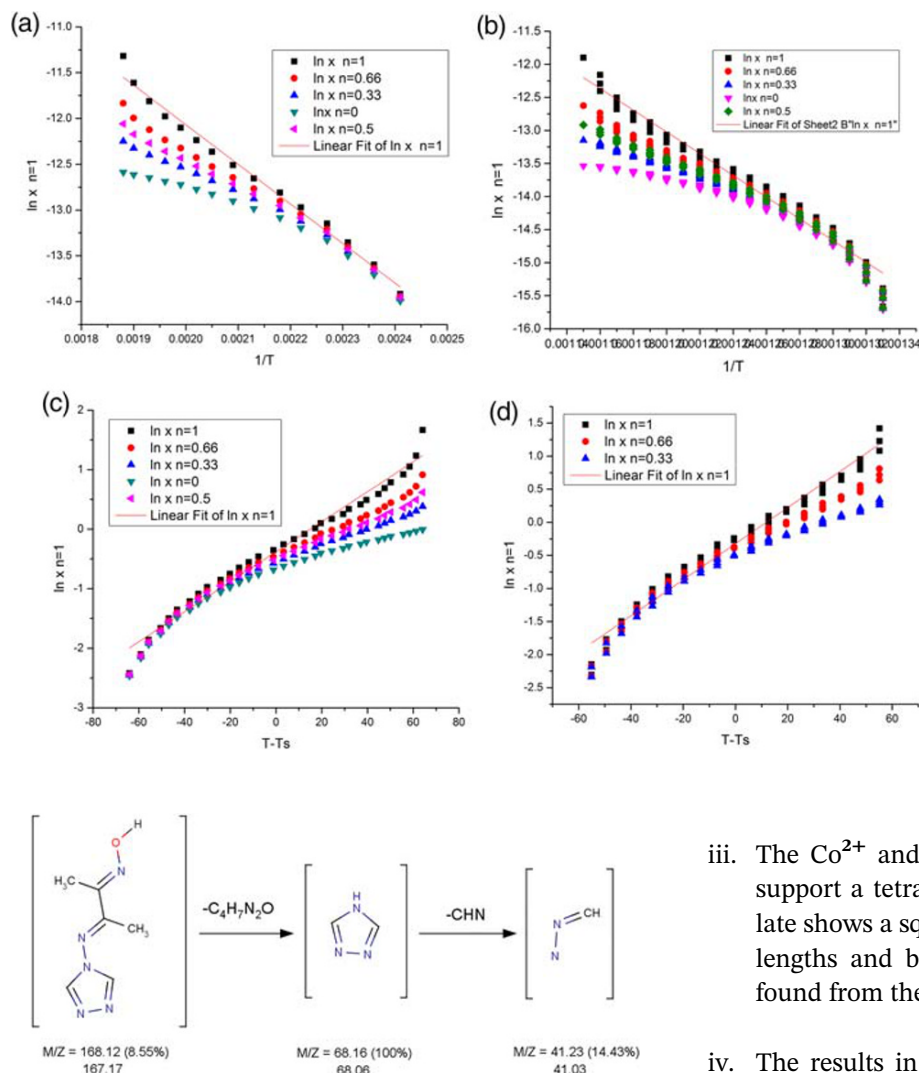 (a)
-11.0
-11.5
-12.0
-12.5
-13.0
-13.5
-14.0
ln x n=1
ln x n=1
ln x n=0.66
ln x n=0.33
lnx n=0
ln x n=0.5
Linear Fit of ln x n=1
0.0018 0.0019 0.0020 0.0021 0.0022 0.0023 0.0024 0.0025
1/T
(b)
-11.5
-12.0
-12.5
-13.0
-13.5
-14.0
-14.5
-15.0
-15.5
-16.0
ln x n=1
ln x n=1
ln x n=0.66
ln x n=0.33
lnx n=0
ln x n=0.5
Linear Fit of Sheet2 B"ln x n=1"
1/T
(c)
2
1
0
-1
-2
-3
ln x n=1
ln x n=1
ln x n=0.66
ln x n=0.33
ln x n=0
ln x n=0.5
Linear Fit of ln x n=1
-80 -60 -40 -20 0 20 40 60 80
T-Ts
(d)
1.5
1.0
0.5
0.0
-0.5
-1.0
-1.5
-2.0
-2.5
ln x n=1
ln x n=1
ln x n=0.66
ln x n=0.33
Linear Fit of ln x n=1
-60 -40 -20 0 20 40 60
T-Ts
H
O
N
H₃C
CH₃
N
N
N N
-C₄H₇N₂O
H
N
N N
-CHN
N CH
N
M/Z = 168.12 (8.55%)
167.17
M/Z = 68.16 (100%)
68.06
M/Z = 41.23 (14.43%)
41.03
iii. The Co²⁺ and
support a tetra
late shows a sq
lengths and b
found from the
iv. The results in